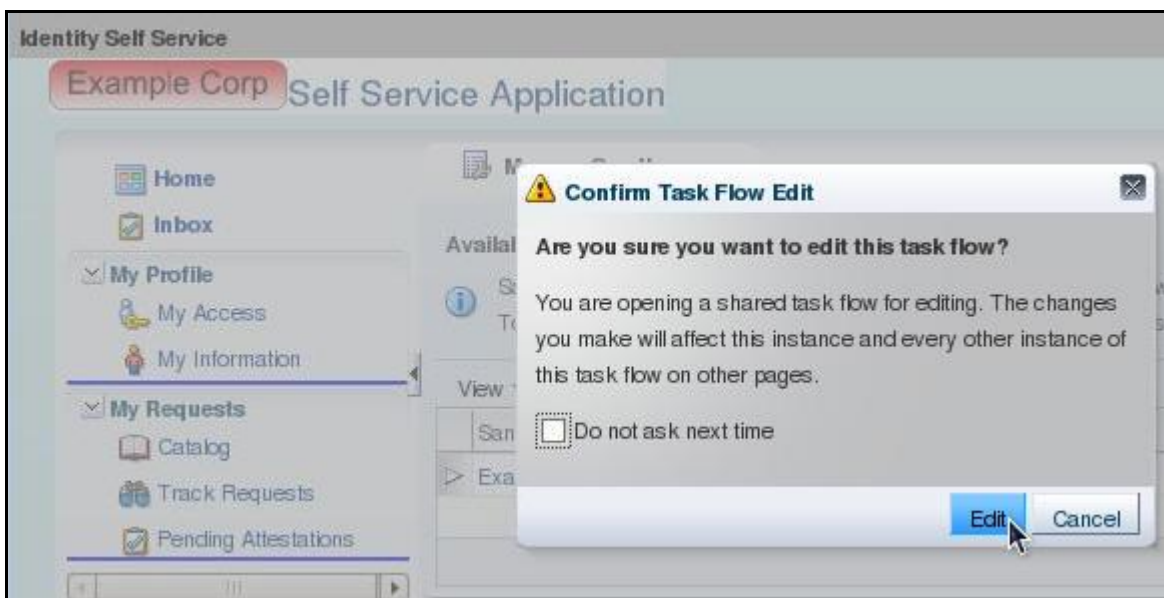 Identity Self Service
Example Corp Self Service Application
Home
Inbox
My Profile
My Access
My Information
My Requests
Catalog
Track Requests
Pending Attestations
View
San
Exa
Confirm Task Flow Edit
Are you sure you want to edit this task flow?
You are opening a shared task flow for editing. The changes
you make will affect this instance and every other instance of
this task flow on other pages.
Do not ask next time
Edit Cancel